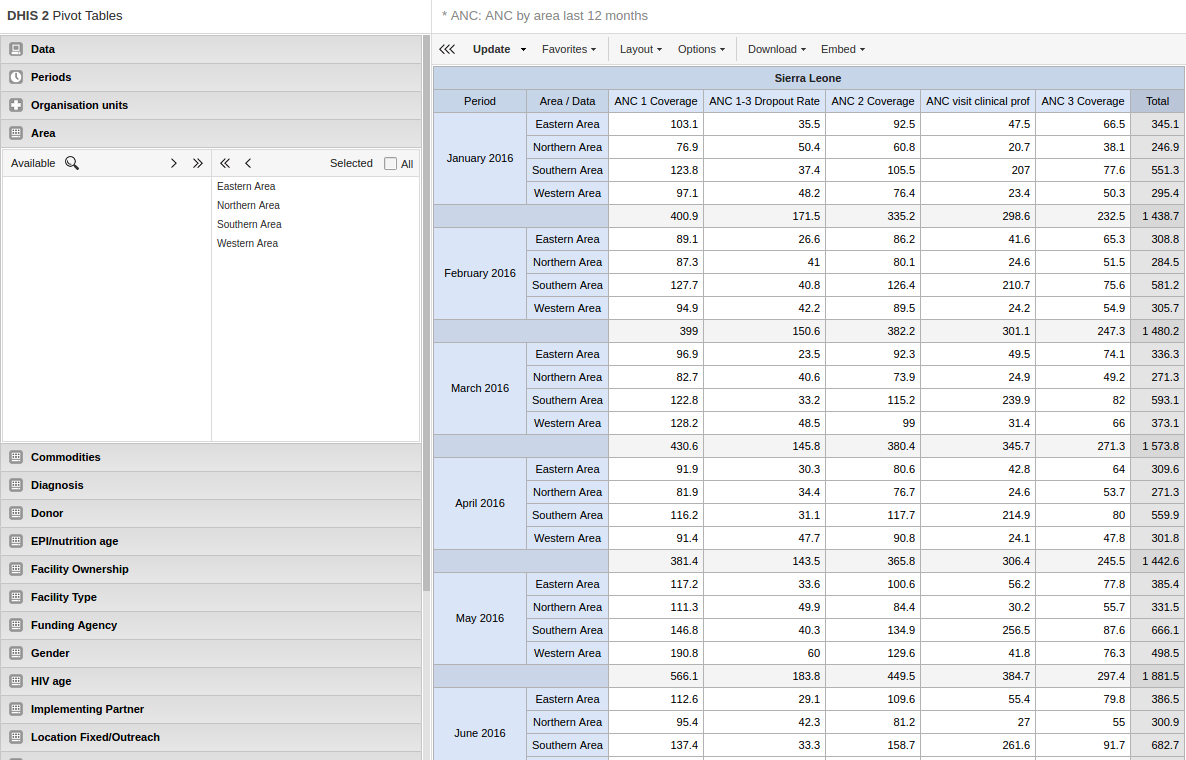 DHIS 2 Pivot Tables
* ANC: ANC by area last 12 months
Data
Periods
Organisation units
Area
Available Selected All
Eastern Area
Northern Area
Southern Area
Western Area
Commodities
Diagnosis
Donor
EPI/nutrition age
Facility Ownership
Facility Type
Funding Agency
Gender
HIV age
Implementing Partner
Location Fixed/Outreach
Update Favorites Layout Options Download Embed
Sierra Leone
Period Area / Data ANC 1 Coverage ANC 1-3 Dropout Rate ANC 2 Coverage ANC visit clinical prof ANC 3 Coverage Total
January 2016
Eastern Area 103.1 35.5 92.5 47.5 66.5 345.1
Northern Area 76.9 50.4 60.8 20.7 38.1 246.9
Southern Area 123.8 37.4 105.5 207 77.6 551.3
Western Area 97.1 48.2 76.4 23.4 50.3 295.4
400.9 171.5 335.2 298.6 232.5 1 438.7
February 2016
Eastern Area 89.1 26.6 86.2 41.6 65.3 308.8
Northern Area 87.3 41 80.1 24.6 51.5 284.5
Southern Area 127.7 40.8 126.4 210.7 75.6 581.2
Western Area 94.9 42.2 89.5 24.2 54.9 305.7
399 150.6 382.2 301.1 247.3 1 480.2
March 2016
Eastern Area 96.9 23.5 92.3 49.5 74.1 336.3
Northern Area 82.7 40.6 73.9 24.9 49.2 271.3
Southern Area 122.8 33.2 115.2 239.9 82 593.1
Western Area 128.2 48.5 99 31.4 66 373.1
430.6 145.8 380.4 345.7 271.3 1 573.8
April 2016
Eastern Area 91.9 30.3 80.6 42.8 64 309.6
Northern Area 81.9 34.4 76.7 24.6 53.7 271.3
Southern Area 116.2 31.1 117.7 214.9 80 559.9
Western Area 91.4 47.7 90.8 24.1 47.8 301.8
381.4 143.5 365.8 306.4 245.5 1 442.6
May 2016
Eastern Area 117.2 33.6 100.6 56.2 77.8 385.4
Northern Area 111.3 49.9 84.4 30.2 55.7 331.5
Southern Area 146.8 40.3 134.9 256.5 87.6 666.1
Western Area 190.8 60 129.6 41.8 76.3 498.5
566.1 183.8 449.5 384.7 297.4 1 881.5
June 2016
Eastern Area 112.6 29.1 109.6 55.4 79.8 386.5
Northern Area 95.4 42.3 81.2 27 55 300.9
Southern Area 137.4 33.3 158.7 261.6 91.7 682.7